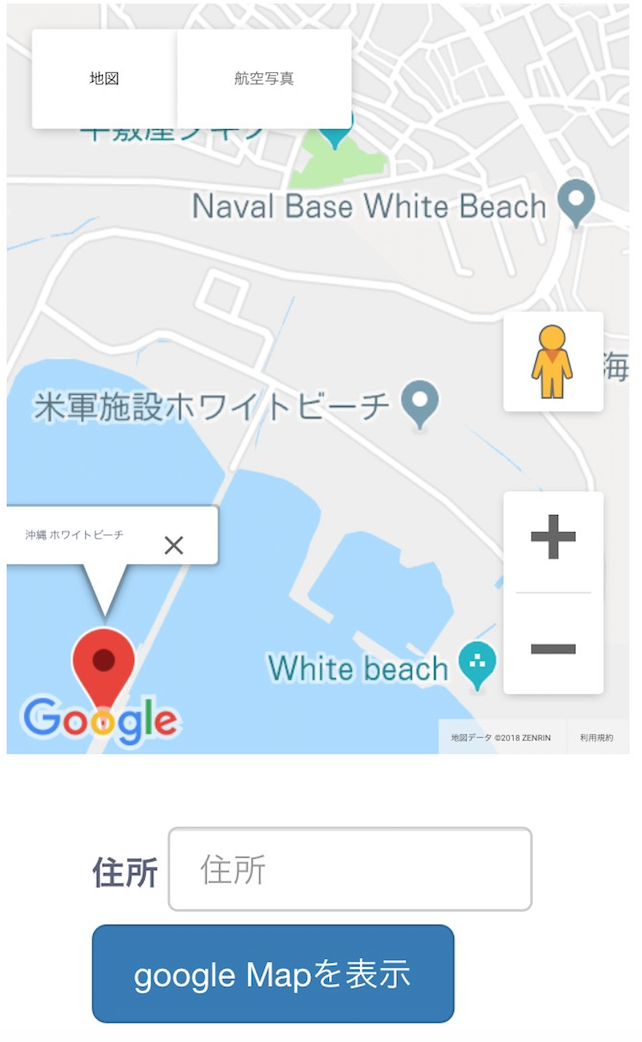 地図
航空写真
Naval Base White Beach
海
米軍施設ホワイトビーチ
沖縄 ホワイトビーチ
White beach
Google
地図データ ©2018 ZENRIN
利用規約
住所
住所
google Mapを表示